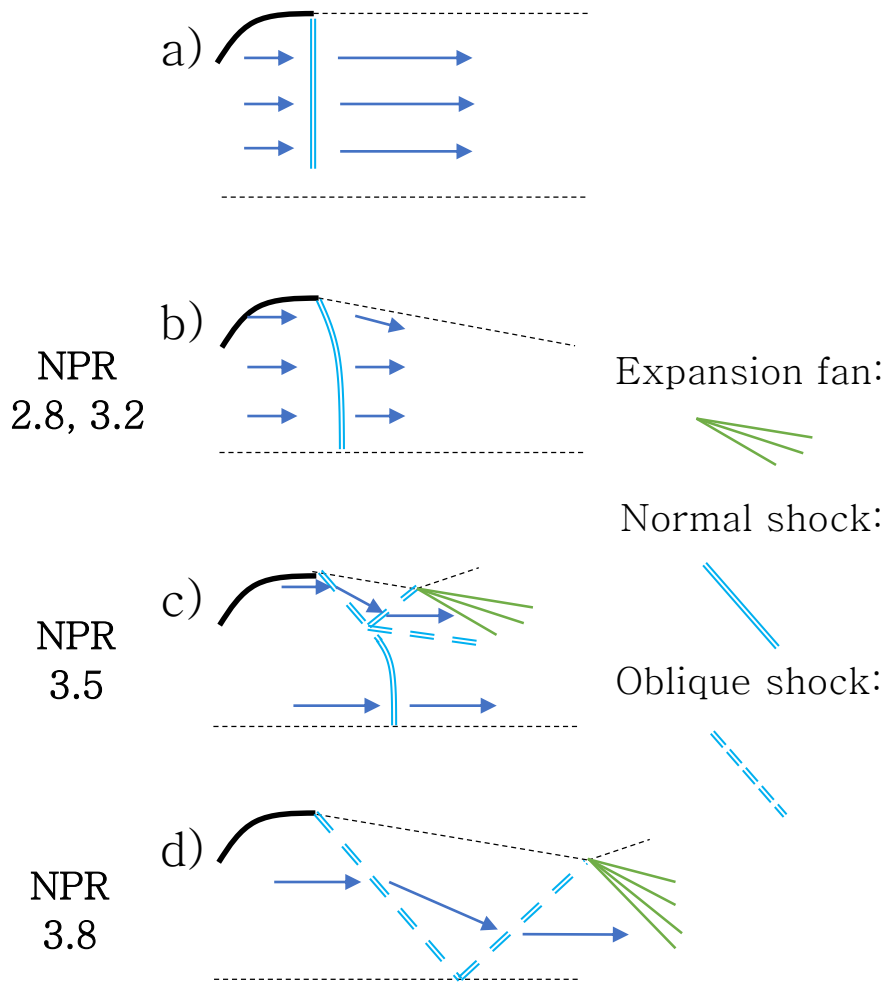 a)
b)
NPR
2.8, 3.2
Expansion fan:
Normal shock:
c)
NPR
3.5
Oblique shock:
d)
NPR
3.8